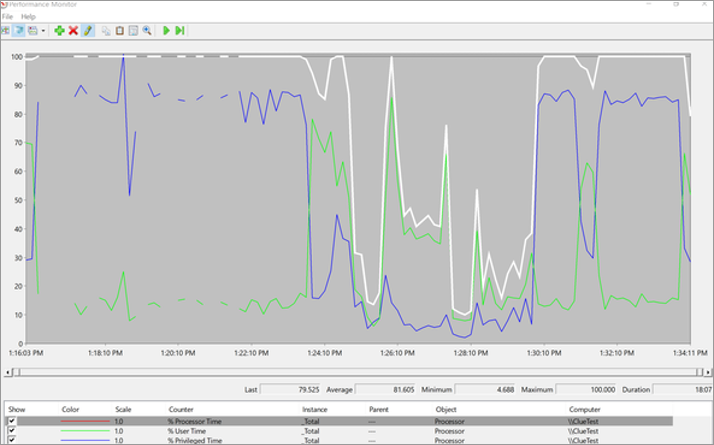 Performance Monitor
File Help
100
90
80
70
60
50
40
30
20
10
0
1:16:03 PM 1:18:10 PM 1:20:10 PM 1:22:10 PM 1:24:10 PM 1:26:10 PM 1:28:10 PM 1:30:10 PM 1:32:10 PM 1:34:11 PM
Last 79.525 Average 81.605 Minimum 4.688 Maximum 100.000 Duration 18:07
Show Color Scale Counter Instance Parent Object Computer
1.0 % Processor Time _Total --- Processor \\ClueTest
1.0 % User Time _Total --- Processor \\ClueTest
1.0 % Privileged Time _Total --- Processor \\ClueTest